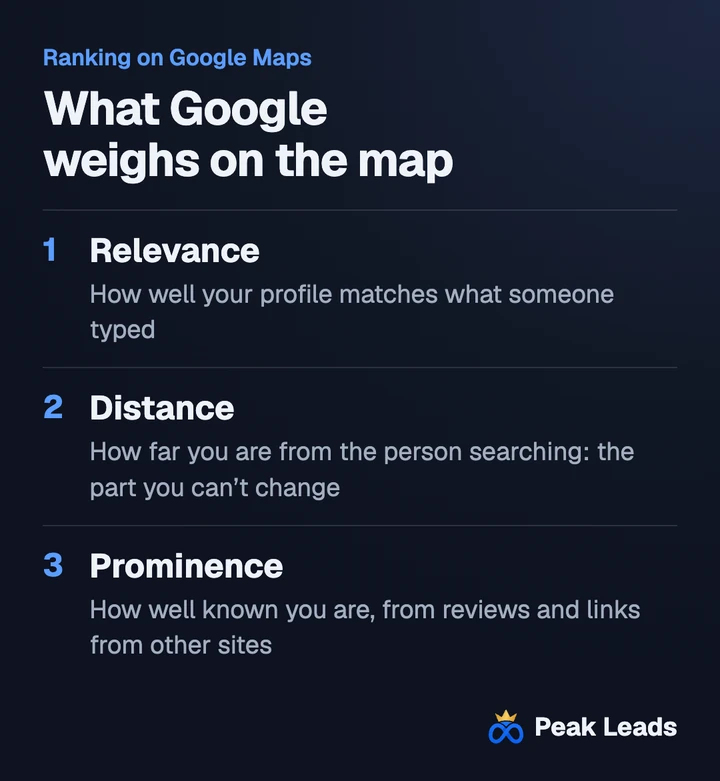 Ranking on Google Maps
What Google
weighs on the map
1 Relevance
How well your profile matches what someone
typed
2 Distance
How far you are from the person searching: the
part you can’t change
3 Prominence
How well known you are, from reviews and links
from other sites
Peak Leads